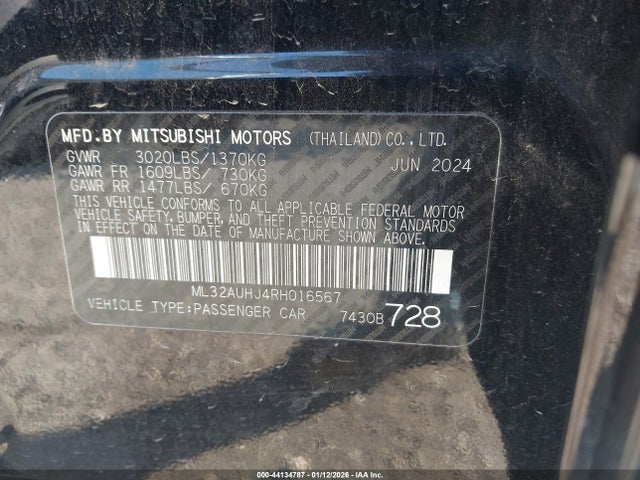 MFD.BY MITSUBISHI MOTORS (THAILAND)CO.,LTD.
GVWR 3020LBS/1370KG JUN 2024
GAWR FR 1609LBS/ 730KG
GAWR RR 1477LBS/ 670KG
THIS VEHICLE CONFORMS TO ALL APPLICABLE FEDERAL MOTOR
VEHICLE SAFETY, BUMPER, AND THEFT PREVENTION STANDARDS
IN EFFECT ON THE DATE OF MANUFACTURE SHOWN ABOVE.
ML32AUHJ4RH016567
VEHICLE TYPE:PASSENGER CAR 7430B 728
000-44134787 - 01/12/2026 - IAA Inc.